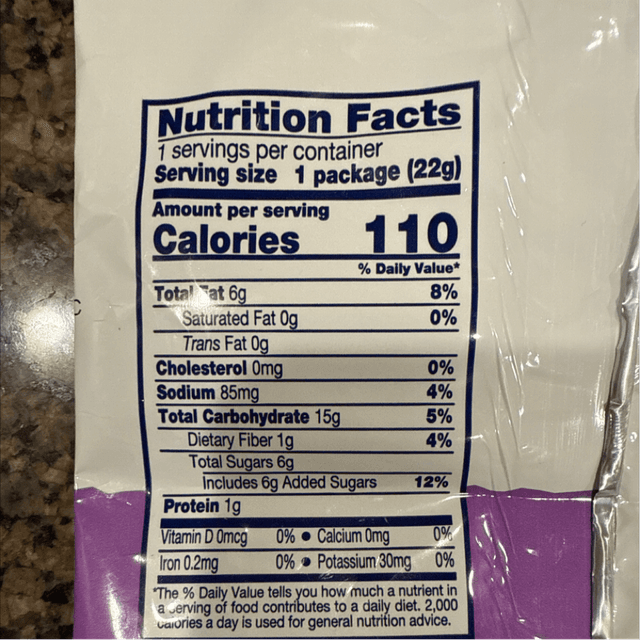 Nutrition Facts
1 servings per container
Serving size 1 package (22g)
Amount per serving
Calories 110
% Daily Value*
Total Fat 6g 8%
Saturated Fat 0g 0%
Trans Fat 0g
Cholesterol 0mg 0%
Sodium 85mg 4%
Total Carbohydrate 15g 5%
Dietary Fiber 1g 4%
Total Sugars 6g
Includes 6g Added Sugars 12%
Protein 1g
Vitamin D 0mcg 0% • Calcium 0mg 0%
Iron 0.2mg 0% • Potassium 30mg 0%
*The % Daily Value tells you how much a nutrient in
a serving of food contributes to a daily diet. 2,000
calories a day is used for general nutrition advice.